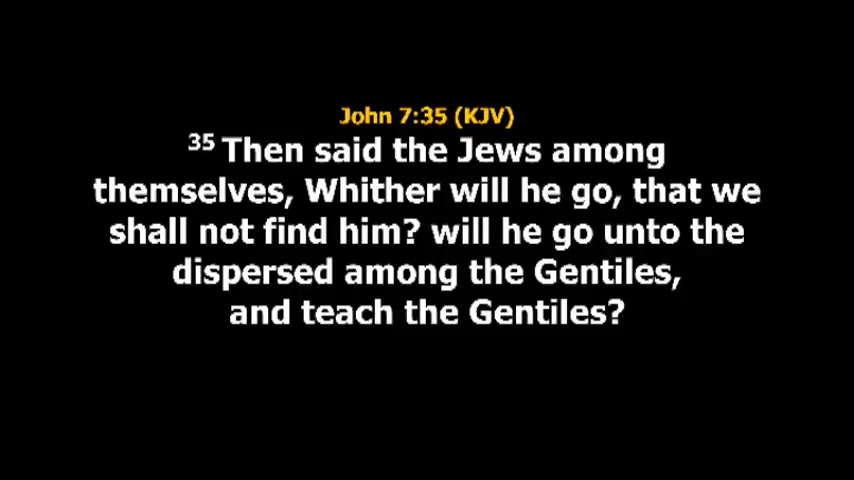 John 7:35 (KJV)
35 Then said the Jews among
themselves, Whither will he go, that we
shall not find him? will he go unto the
dispersed among the Gentiles,
and teach the Gentiles?